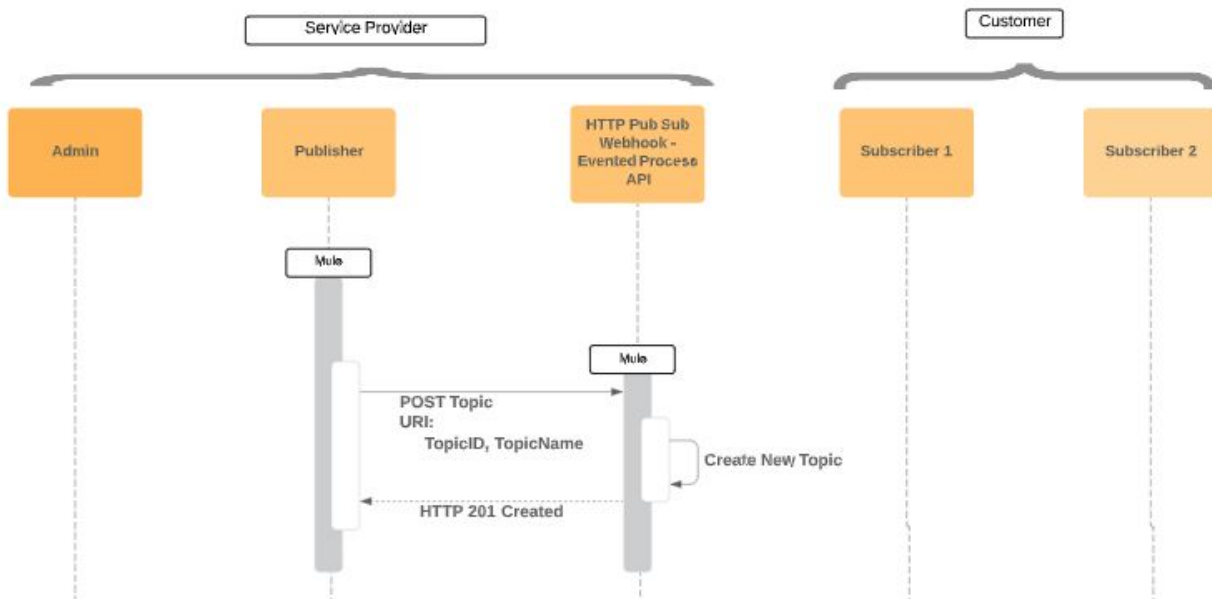 Service Provider
Customer
Admin
Publisher
HTTP Pub Sub
Webhook -
Evented Process
API
Subscriber 1
Subscriber 2
Mule
Mule
POST Topic
URI:
TopicID, TopicName
Create New Topic
HTTP 201 Created